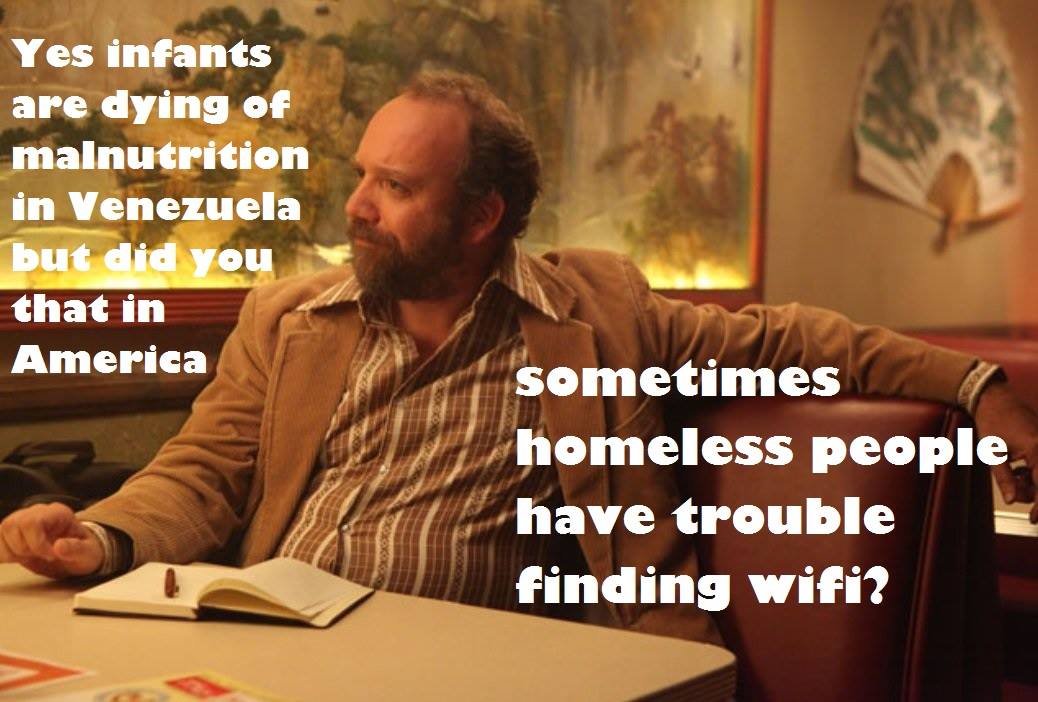 Yes infants
are dying of
malnutrition
in Venezuela
but did you
that in
America
sometimes
homeless people
have trouble
finding wifi?